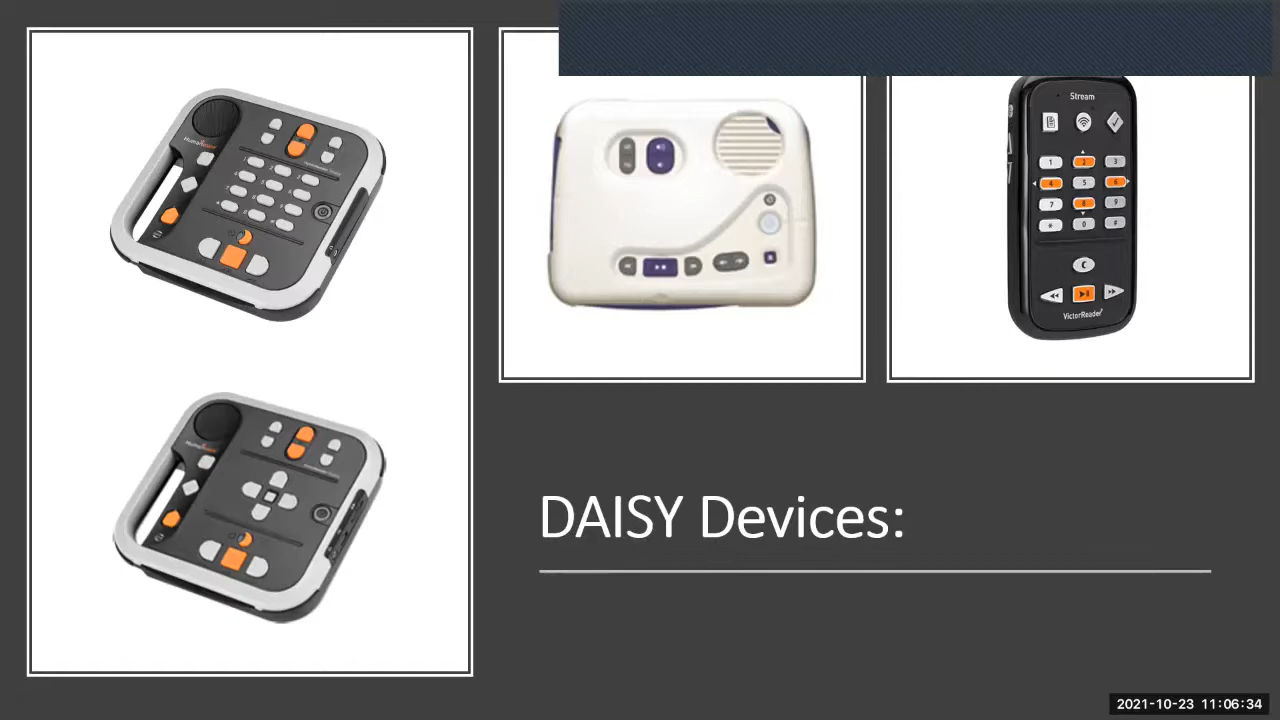 HumanWare
Stream
1 2 3
4 5 6
7 8 9
* 0 #
VictorReader
DAISY Devices:
2021-10-23 11:06:34